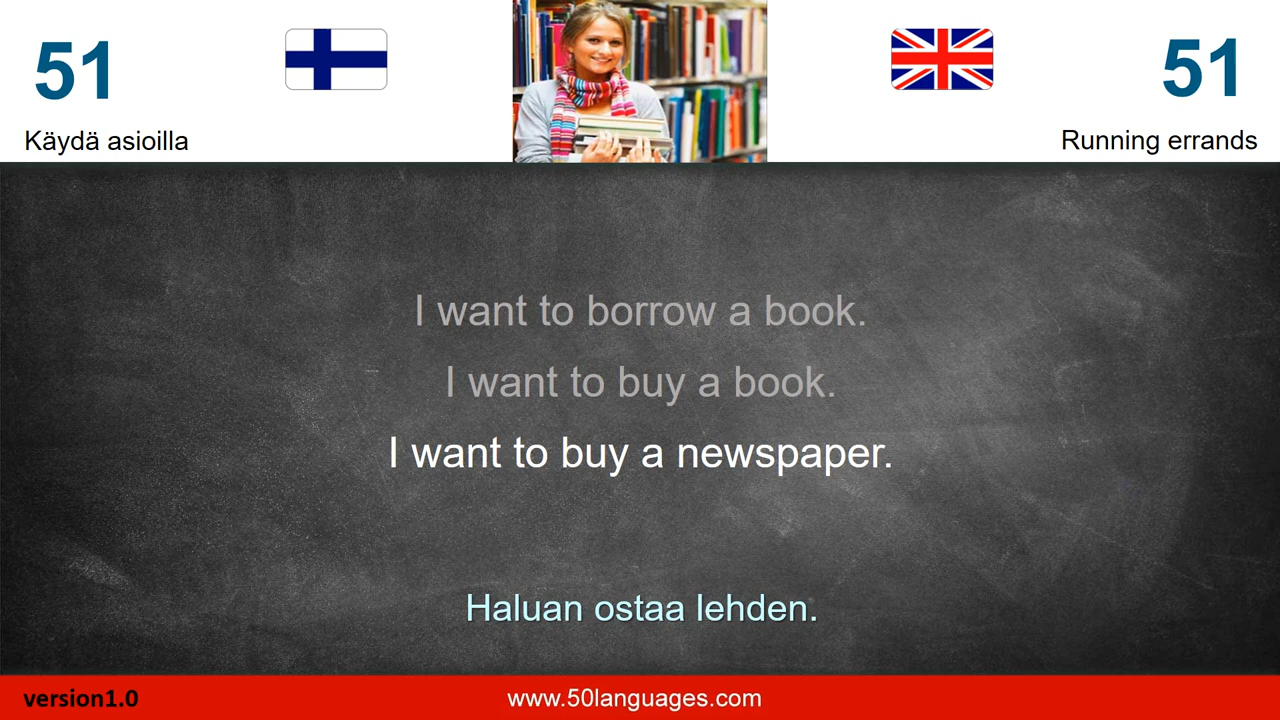 51
51
Käydä asioilla
Running errands
I want to borrow a book.
I want to buy a book.
I want to buy a newspaper.
Haluan ostaa lehden.
version1.0
www.50languages.com